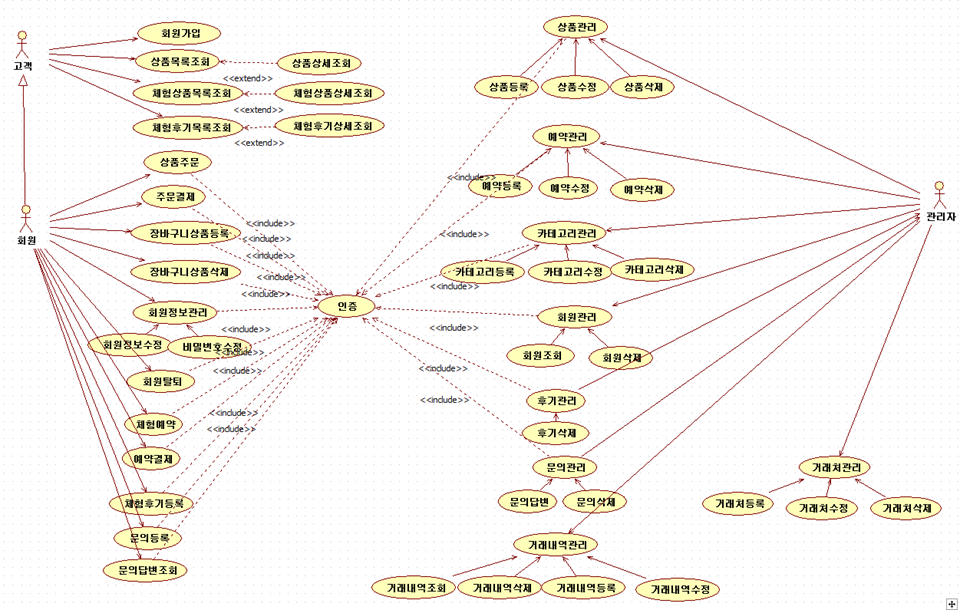 고객
회원가입
상품목록조회
상품상세조회
<<extend>>
체험상품목록조회
체험상품상세조회
<<extend>>
체험후기목록조회
체험후기상세조회
<<extend>>
회원
상품주문
주문결제
<<include>>
장바구니상품등록
<<include>>
<<include>>
장바구니상품삭제
<<include>>
<<include>>
인증
회원정보관리
<<include>>
회원정보수정
비밀번호수정
<<include>>
회원탈퇴
<<include>>
체험예약
<<include>>
<<include>>
예약결제
체험후기등록
문의등록
문의답변조회
상품관리
상품등록
상품수정
상품삭제
예약관리
<<include>>
예약등록
예약수정
예약삭제
관리자
카테고리관리
<<include>>
카테고리등록
카테고리수정
카테고리삭제
<<include>>
회원관리
<<include>>
회원조회
회원삭제
<<include>>
후기관리
<<include>>
후기삭제
문의관리
문의답변
문의삭제
거래처관리
거래처등록
거래처수정
거래처삭제
거래내역관리
거래내역조회
거래내역삭제
거래내역등록
거래내역수정